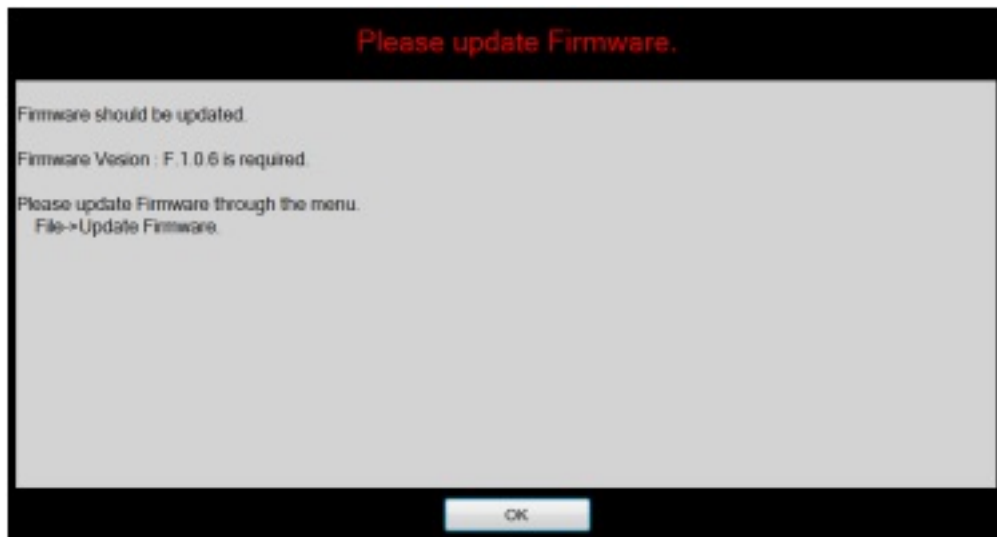 Please update Firmware.
Firmware should be updated.
Firmware Vesion : F.1.0.6 is required.
Please update Firmware through the menu.
File->Update Firmware.
OK